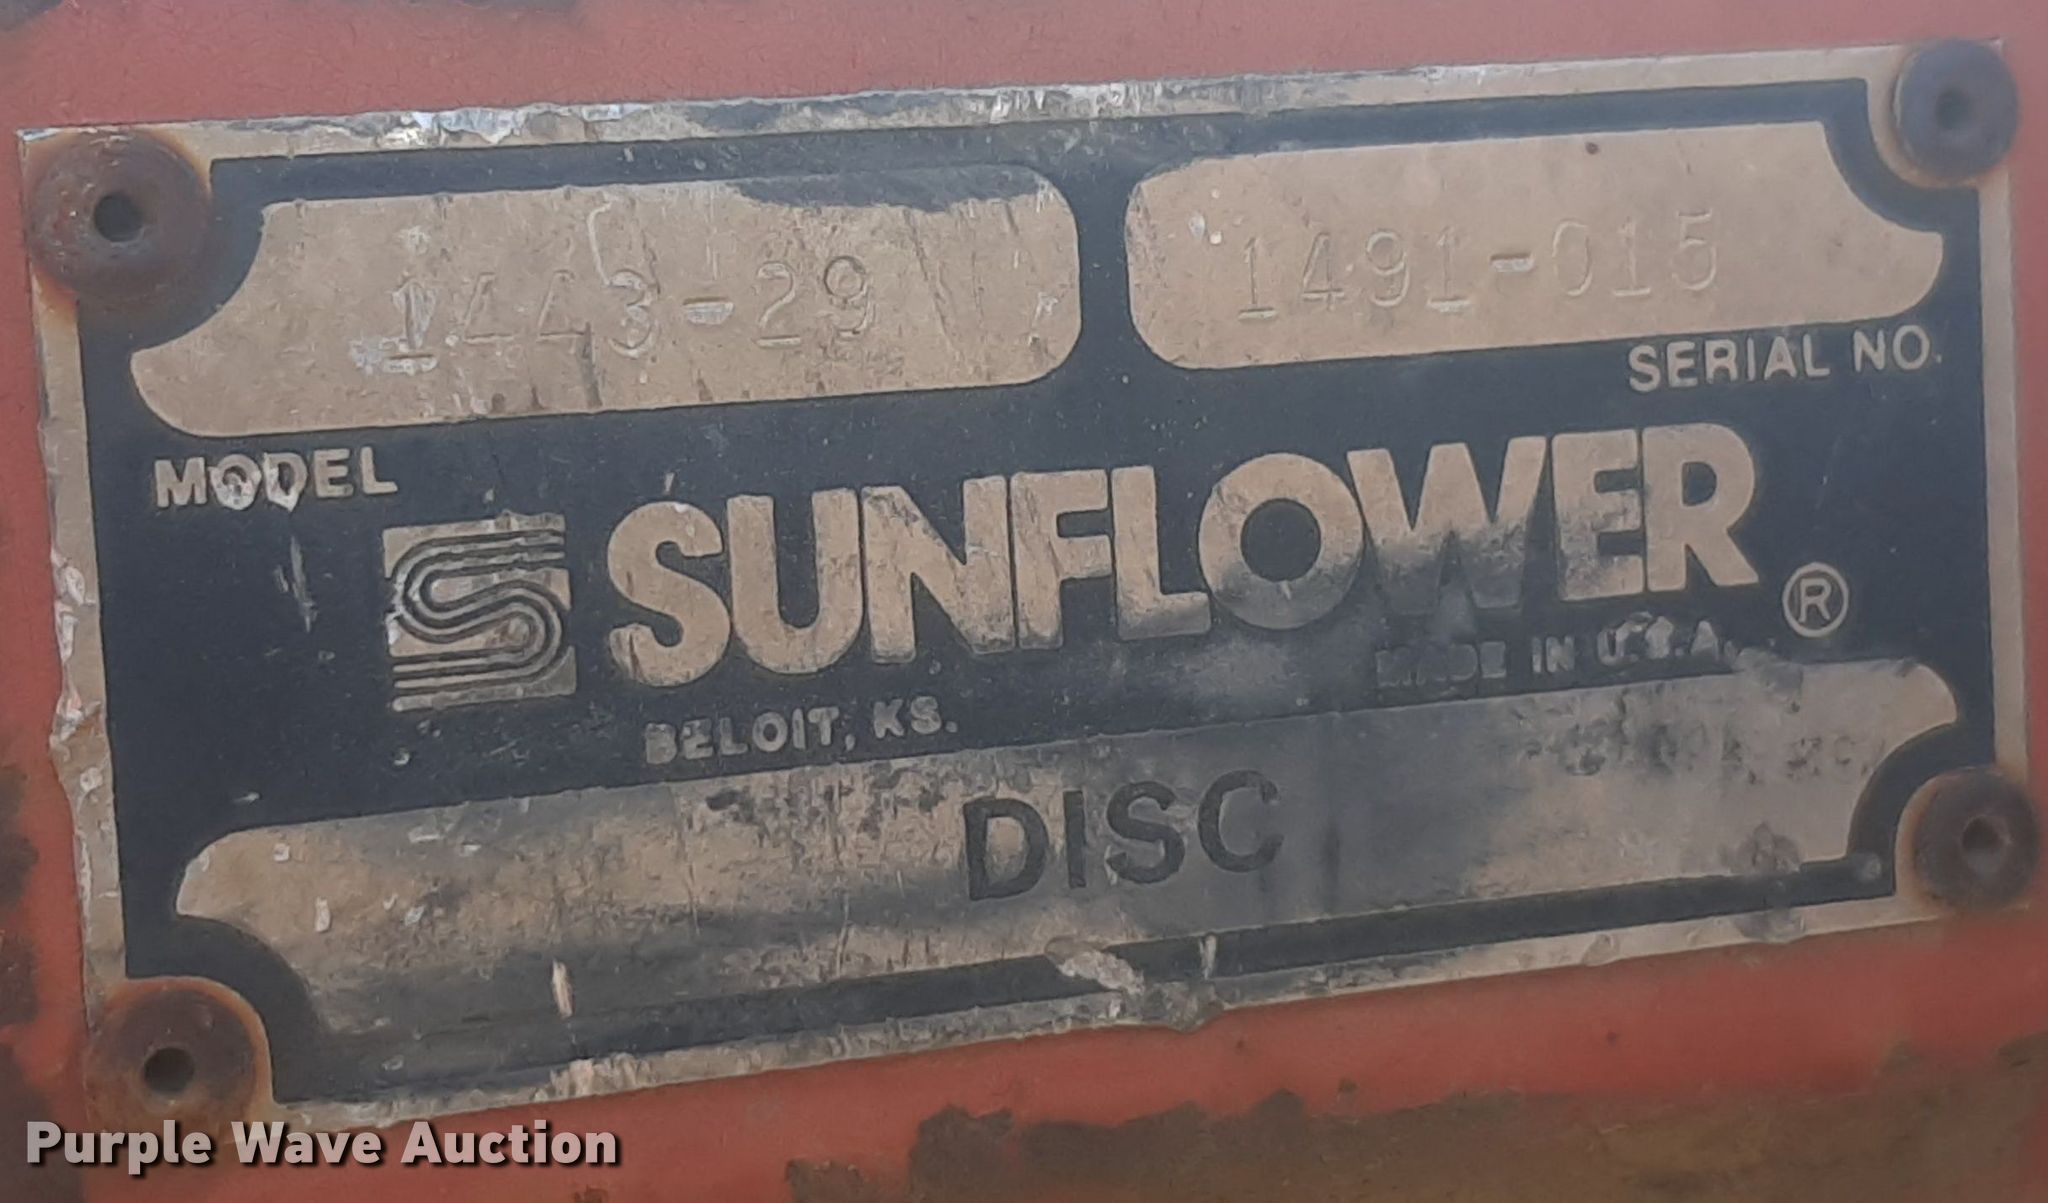 1443-29
1491-015
SERIAL NO.
MODEL
SUNFLOWER ®
MADE IN U.S.A.
BELOIT, KS.
DISC
Purple Wave Auction